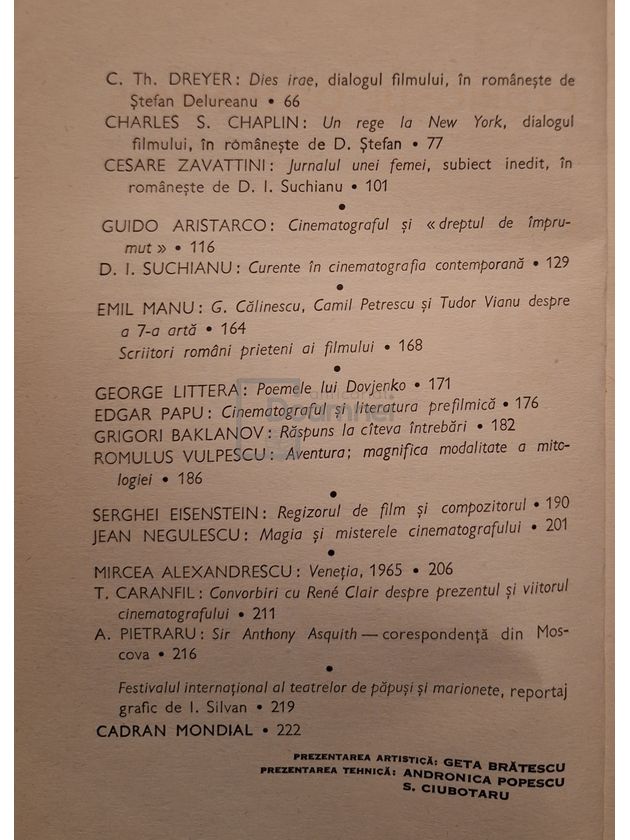 C. Th. DREYER: Dies irae, dialogul filmului, în românește de
Ștefan Delureanu • 66
CHARLES S. CHAPLIN: Un rege la New York, dialogul
filmului, în românește de D. Ștefan • 77
CESARE ZAVATTINI: Jurnalul unei femei, subiect inedit, în
românește de D. I. Suchianu • 101
•
GUIDO ARISTARCO: Cinematograful și «dreptul de împru-
mut» • 116
D. I. SUCHIANU: Curente în cinematografia contemporană • 129
•
EMIL MANU: G. Călinescu, Camil Petrescu și Tudor Vianu despre
a 7-a artă • 164
Scriitori români prieteni ai filmului • 168
•
GEORGE LITTERA: Poemele lui Dovjenko • 171
EDGAR PAPU: Cinematograful și literatura prefilmică • 176
GRIGORI BAKLANOV: Răspuns la cîteva întrebări • 182
ROMULUS VULPESCU: Aventura; magnifica modalitate a mito-
logiei • 186
•
SERGHEI EISENSTEIN: Regizorul de film și compozitorul • 190
JEAN NEGULESCU: Magia și misterele cinematografului • 201
•
MIRCEA ALEXANDRESCU: Veneția, 1965 • 206
T. CARANFIL: Convorbiri cu René Clair despre prezentul și viitorul
cinematografului • 211
A. PIETRARU: Sir Anthony Asquith — corespondență din Mos-
cova • 216
•
Festivalul internațional al teatrelor de păpuși și marionete, reportaj
grafic de I. Silvan • 219
CADRAN MONDIAL • 222
PREZENTAREA ARTISTICĂ: GETA BRĂTESCU
PREZENTAREA TEHNICĂ: ANDRONICA POPESCU
S. CIUBOTARU